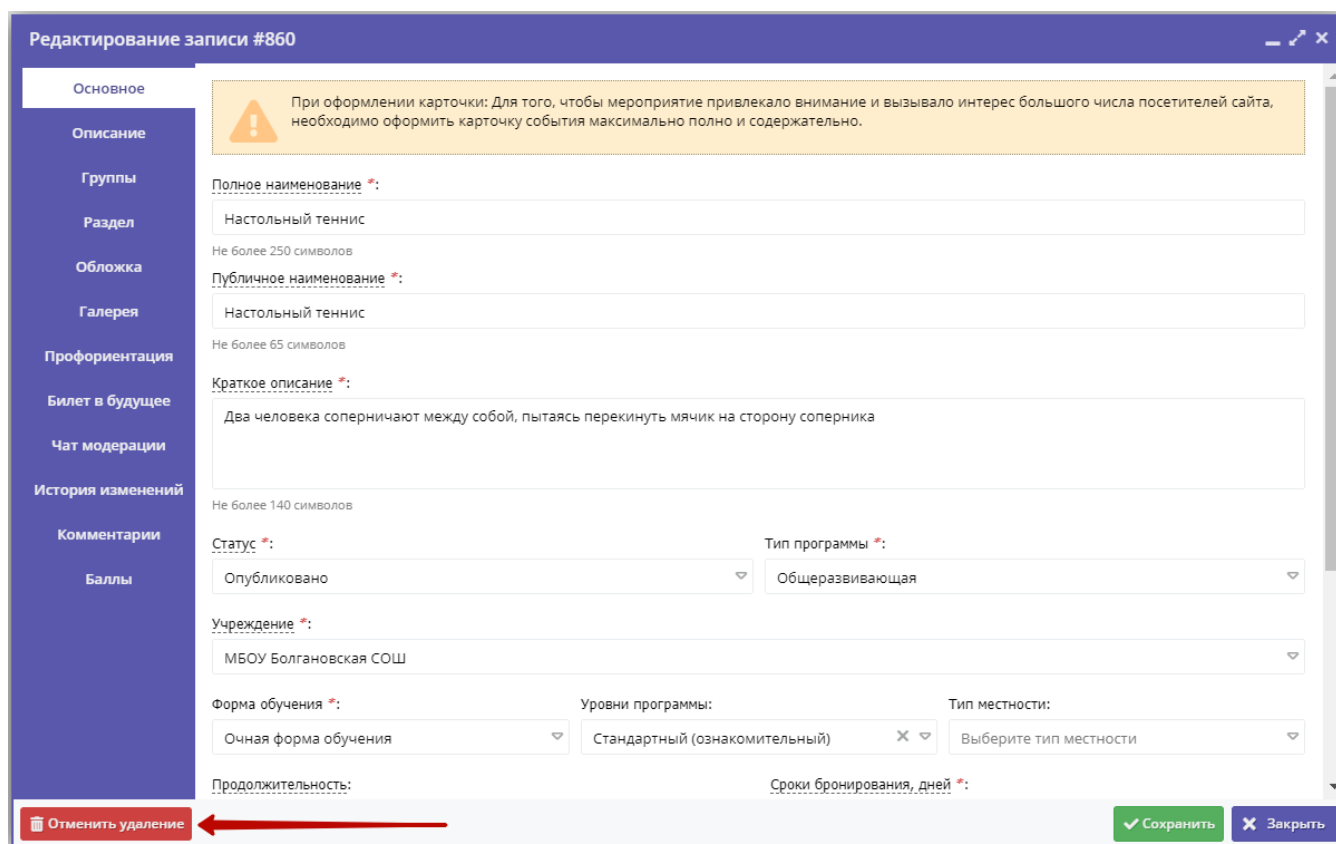 Редактирование записи #860
Основное
Описание
Группы
Раздел
Обложка
Галерея
Профориентация
Билет в будущее
Чат модерации
История изменений
Комментарии
Баллы
При оформлении карточки: Для того, чтобы мероприятие привлекало внимание и вызывало интерес большого числа посетителей сайта,
необходимо оформить карточку события максимально полно и содержательно.
Полное наименование *:
Настольный теннис
Не более 250 символов
Публичное наименование *:
Настольный теннис
Не более 65 символов
Краткое описание *:
Два человека соперничают между собой, пытаясь перекинуть мячик на сторону соперника
Не более 140 символов
Статус *: Тип программы *:
Опубликовано Общеразвивающая
Учреждение *:
МБОУ Болгановская СОШ
Форма обучения *: Уровни программы: Тип местности:
Очная форма обучения Стандартный (ознакомительный) Выберите тип местности
Продолжительность: Сроки бронирования, дней *:
Отменить удаление Сохранить Закрыть